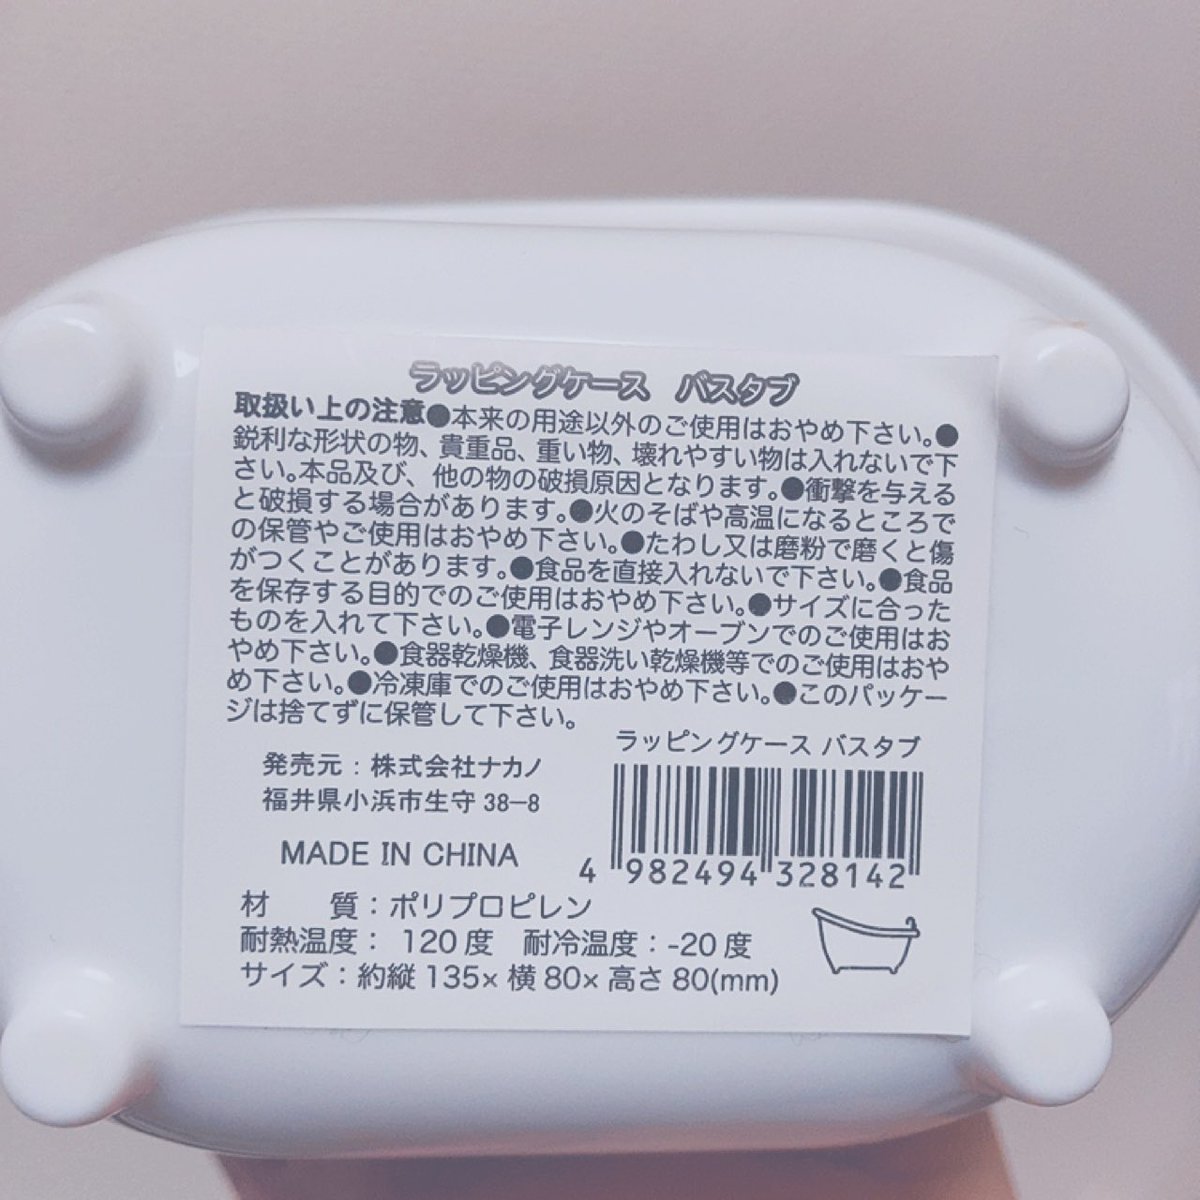 ラッピングケース バスタブ
取扱い上の注意●本来の用途以外のご使用はおやめ下さい。●
鋭利な形状の物、貴重品、重い物、壊れやすい物は入れないで下
さい。本品及び、他の物の破損原因となります。●衝撃を与える
と破損する場合があります。●火のそばや高温になるところで
の保管やご使用はおやめ下さい。●たわし又は磨粉で磨くと傷
がつくことがあります。●食品を直接入れないで下さい。●食品
を保存する目的でのご使用はおやめ下さい。●サイズに合った
ものを入れて下さい。●電子レンジやオーブンでのご使用はお
やめ下さい。●食器乾燥機、食器洗い乾燥機等でのご使用はおや
め下さい。●冷凍庫でのご使用はおやめ下さい。●このパッケー
ジは捨てずに保管して下さい。
発売元：株式会社ナカノ
福井県小浜市生守 38-8
MADE IN CHINA
ラッピングケース バスタブ
4 982494 328142
材　質：ポリプロピレン
耐熱温度： 120度　耐冷温度：-20度
サイズ：約縦 135× 横 80× 高さ 80(mm)